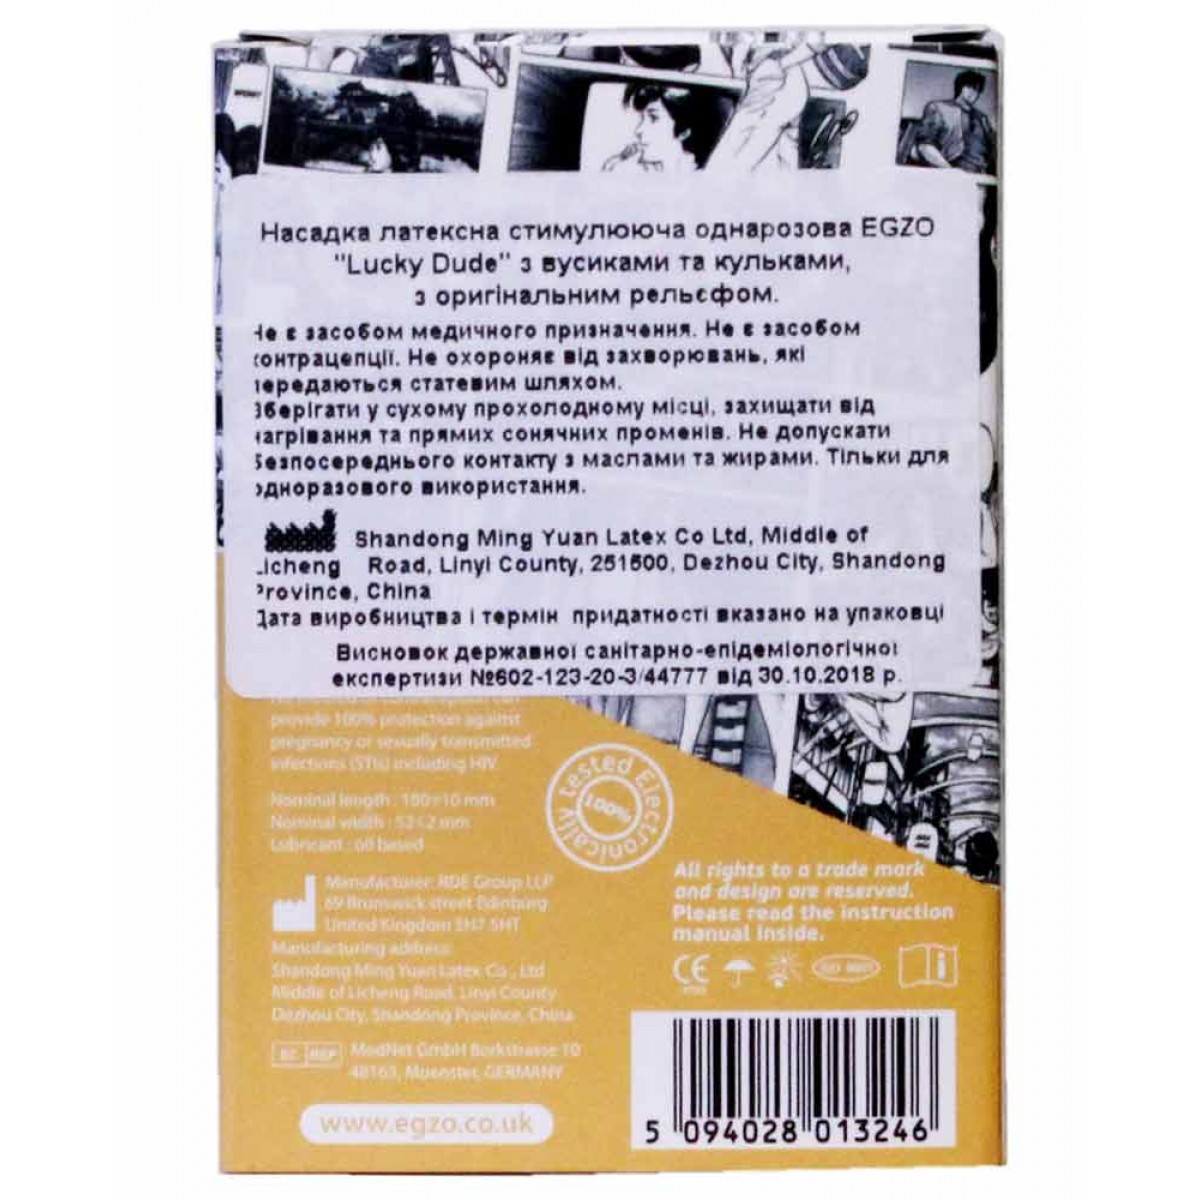 Насадка латексна стимулююча однарозова EGZO
"Lucky Dude" з вусиками та кульками,
з оригінальним рельєфом.
Не є засобом медичного призначення. Не є засобом
контрацепції. Не охороняє від захворювань, які
передаються статевим шляхом.
Зберігати у сухому прохолодному місці, захищати від
нагрівання та прямих сонячних променів. Не допускати
безпосереднього контакту з маслами та жирами. Тільки для
одноразового використання.
Shandong Ming Yuan Latex Co Ltd, Middle of
Licheng Road, Linyi County, 251500, Dezhou City, Shandong
Province, China
Дата виробництва і термін придатності вказано на упаковці
Висновок державної санітарно-епідеміологічної
експертизи №602-123-20-3/44777 від 30.10.2018 р.
provide 100% protection against
pregnancy or sexually transmitted
infections (STIs) including HIV
Nominal length : 180±10 mm
Nominal width : 52±2 mm
Lubricant : oil based
Electronically tested
100%
Manufacturer: RDE Group LLP
69 Brunswick street Edinburg
United Kingdom EH7 5HT
Manufacturing address:
Shandong Ming Yuan Latex Co., Ltd
Middle of Licheng Road, Linyi County
Dezhou City, Shandong Province, China
EC REP
MedNet GmbH Borkstrasse 10
48163, Muenster, GERMANY
www.egzo.co.uk
All rights to a trade mark
and design are reserved.
Please read the instruction
manual inside.
CE
5 094028 013246